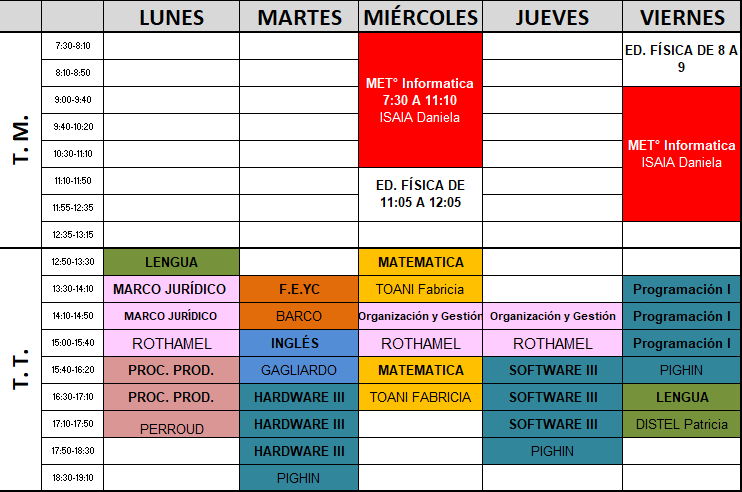 LUNES MARTES MIÉRCOLES JUEVES VIERNES
T. M.
7:30-8:10
8:10-8:50
9:00-9:40
9:40-10:20
10:30-11:10
11:10-11:50
11:55-12:35
12:35-13:15
MET° Informatica
7:30 A 11:10
ISAIA Daniela
ED. FÍSICA DE
11:05 A 12:05
ED. FÍSICA DE 8 A
9
MET° Informatica
ISAIA Daniela
T. T.
12:50-13:30 LENGUA MATEMATICA
13:30-14:10 MARCO JURÍDICO F.E.YC TOANI Fabricia Programación I
14:10-14:50 MARCO JURÍDICO BARCO Organización y Gestión Organización y Gestión Programación I
15:00-15:40 ROTHAMEL INGLÉS ROTHAMEL ROTHAMEL Programación I
15:40-16:20 PROC. PROD. GAGLIARDO MATEMATICA SOFTWARE III PIGHIN
16:30-17:10 PROC. PROD. HARDWARE III TOANI FABRICIA SOFTWARE III LENGUA
17:10-17:50 PERROUD HARDWARE III SOFTWARE III DISTEL Patricia
17:50-18:30 HARDWARE III PIGHIN
18:30-19:10 PIGHIN